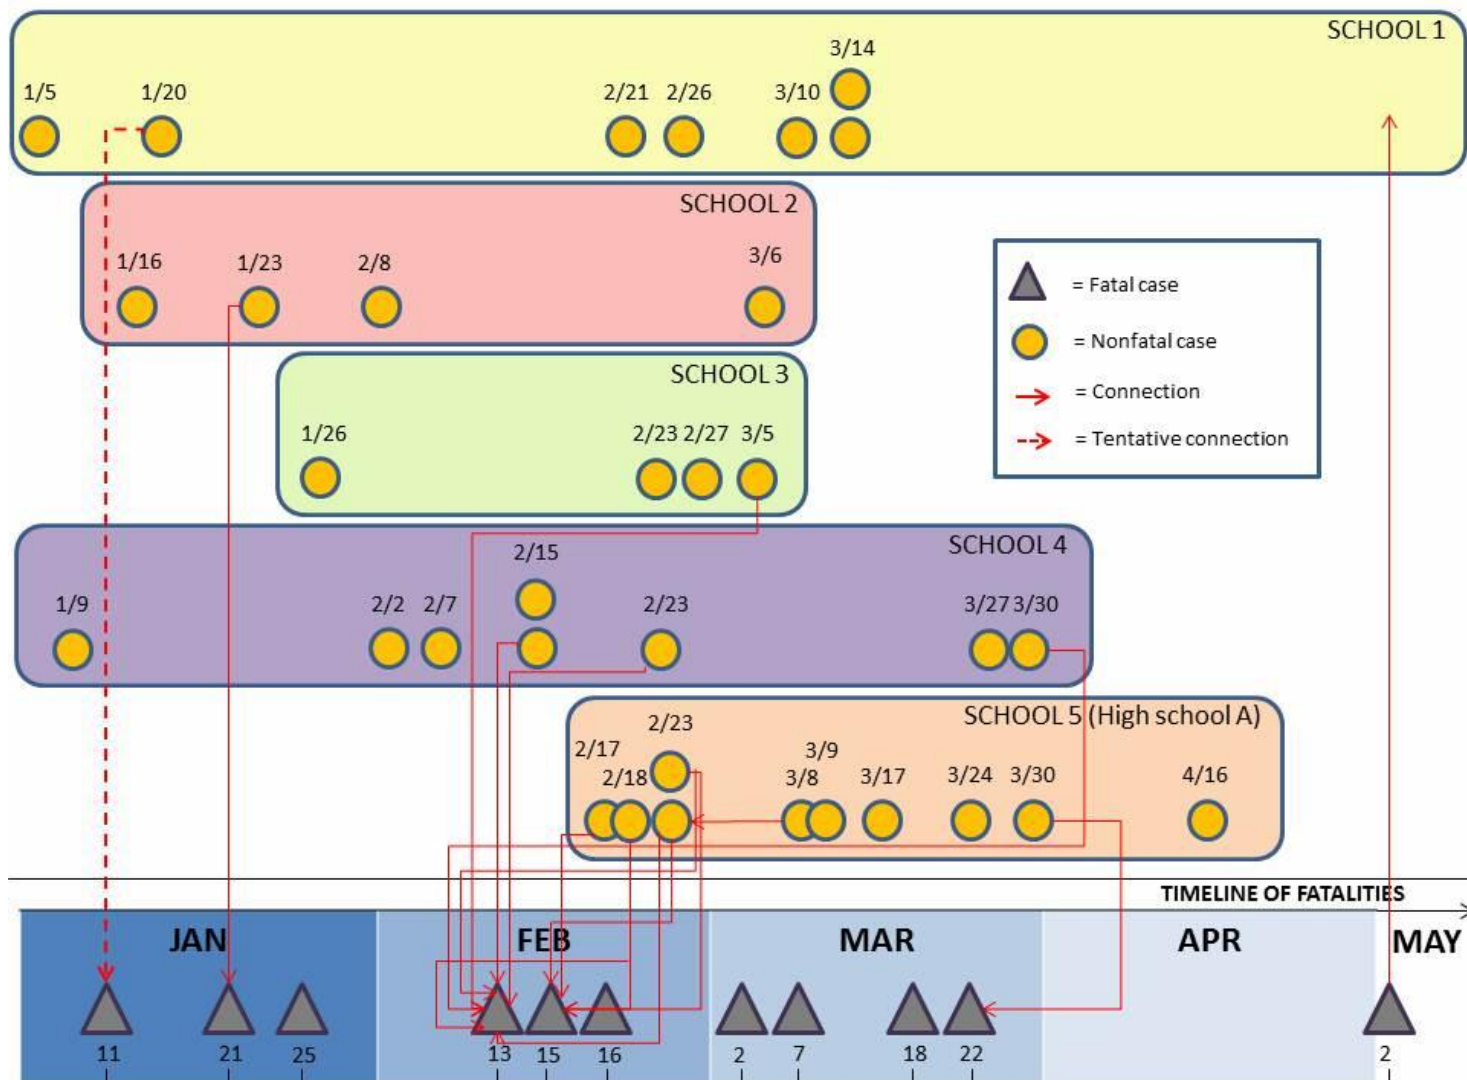 SCHOOL 1
3/14
1/5 1/20 2/21 2/26 3/10
SCHOOL 2
1/16 1/23 2/8 3/6
= Fatal case
= Nonfatal case
= Connection
= Tentative connection
SCHOOL 3
1/26 2/23 2/27 3/5
SCHOOL 4
2/15
1/9 2/2 2/7 2/23 3/27 3/30
SCHOOL 5 (High school A)
2/23
2/17 3/9
2/18 3/8 3/17 3/24 3/30 4/16
TIMELINE OF FATALITIES
JAN FEB MAR APR MAY
11 21 25 13 15 16 2 7 18 22 2